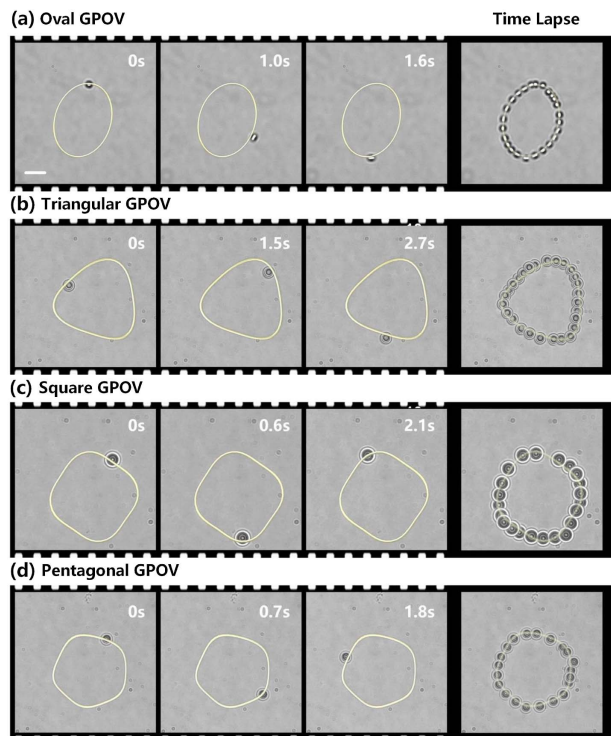 (a) Oval GPOV
Time Lapse
0s
1.0s
1.6s
(b) Triangular GPOV
0s
1.5s
2.7s
(c) Square GPOV
0s
0.6s
2.1s
(d) Pentagonal GPOV
0s
0.7s
1.8s